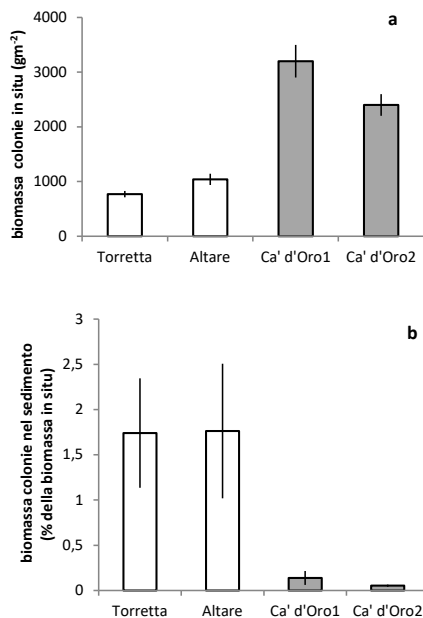 a
biomassa colonie in situ (gm⁻²)
4000
3000
2000
1000
0
Torretta Altare Ca' d'Oro1 Ca' d'Oro2
b
biomassa colonie nel sedimento
(% della biomassa in situ)
3
2,5
2
1,5
1
0,5
0
Torretta Altare Ca' d'Oro1 Ca' d'Oro2